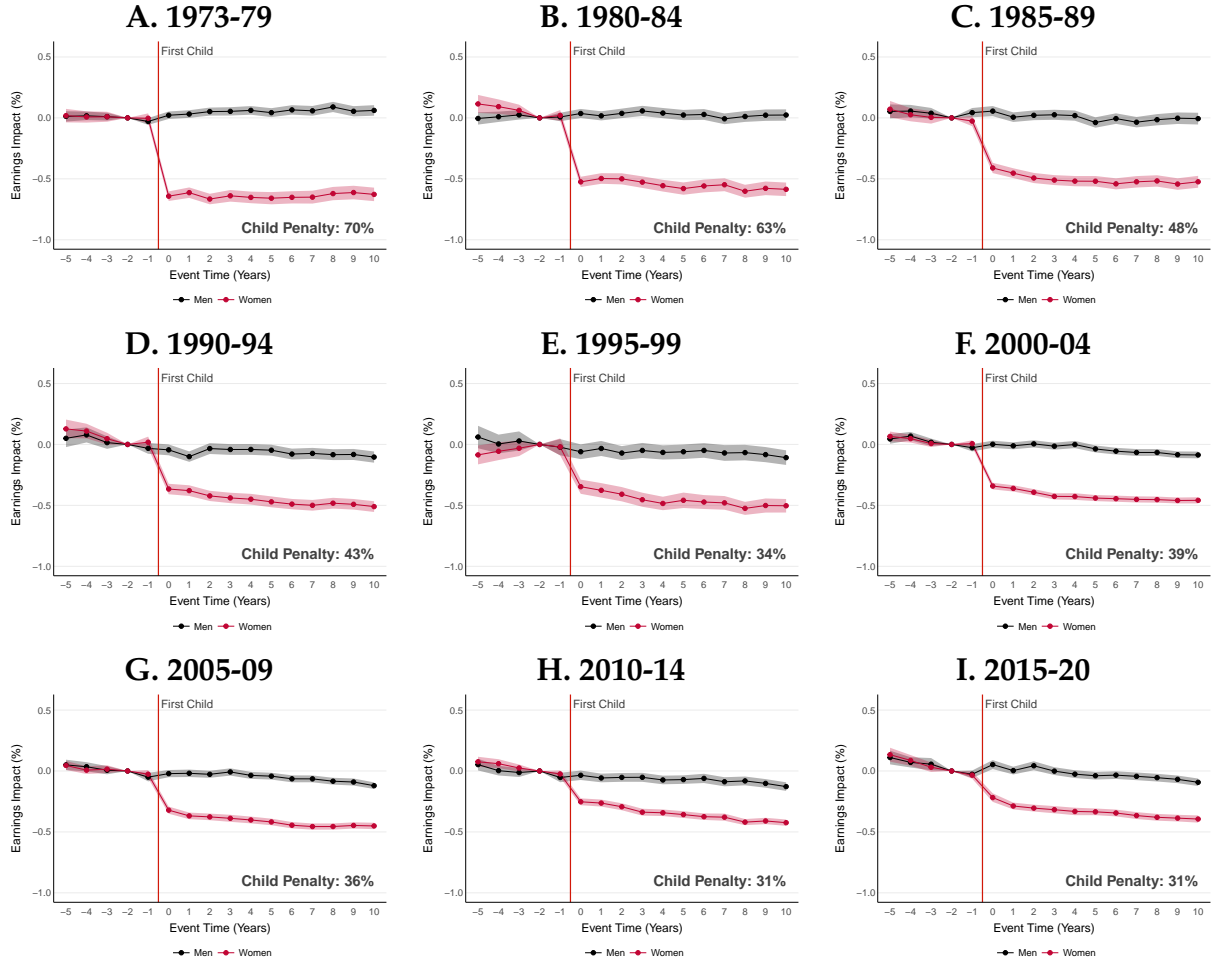 A. 1973-79
First Child
0.5
0.0
−0.5
−1.0
Earnings Impact (%)
Child Penalty: 70%
−5 −4 −3 −2 −1 0 1 2 3 4 5 6 7 8 9 10
Event Time (Years)
Men Women
B. 1980-84
First Child
0.5
0.0
−0.5
−1.0
Earnings Impact (%)
Child Penalty: 63%
−5 −4 −3 −2 −1 0 1 2 3 4 5 6 7 8 9 10
Event Time (Years)
Men Women
C. 1985-89
First Child
0.5
0.0
−0.5
−1.0
Earnings Impact (%)
Child Penalty: 48%
−5 −4 −3 −2 −1 0 1 2 3 4 5 6 7 8 9 10
Event Time (Years)
Men Women
D. 1990-94
First Child
0.5
0.0
−0.5
−1.0
Earnings Impact (%)
Child Penalty: 43%
−5 −4 −3 −2 −1 0 1 2 3 4 5 6 7 8 9 10
Event Time (Years)
Men Women
E. 1995-99
First Child
0.5
0.0
−0.5
−1.0
Earnings Impact (%)
Child Penalty: 34%
−5 −4 −3 −2 −1 0 1 2 3 4 5 6 7 8 9 10
Event Time (Years)
Men Women
F. 2000-04
First Child
0.5
0.0
−0.5
−1.0
Earnings Impact (%)
Child Penalty: 39%
−5 −4 −3 −2 −1 0 1 2 3 4 5 6 7 8 9 10
Event Time (Years)
Men Women
G. 2005-09
First Child
0.5
0.0
−0.5
−1.0
Earnings Impact (%)
Child Penalty: 36%
−5 −4 −3 −2 −1 0 1 2 3 4 5 6 7 8 9 10
Event Time (Years)
Men Women
H. 2010-14
First Child
0.5
0.0
−0.5
−1.0
Earnings Impact (%)
Child Penalty: 31%
−5 −4 −3 −2 −1 0 1 2 3 4 5 6 7 8 9 10
Event Time (Years)
Men Women
I. 2015-20
First Child
0.5
0.0
−0.5
−1.0
Earnings Impact (%)
Child Penalty: 31%
−5 −4 −3 −2 −1 0 1 2 3 4 5 6 7 8 9 10
Event Time (Years)
Men Women